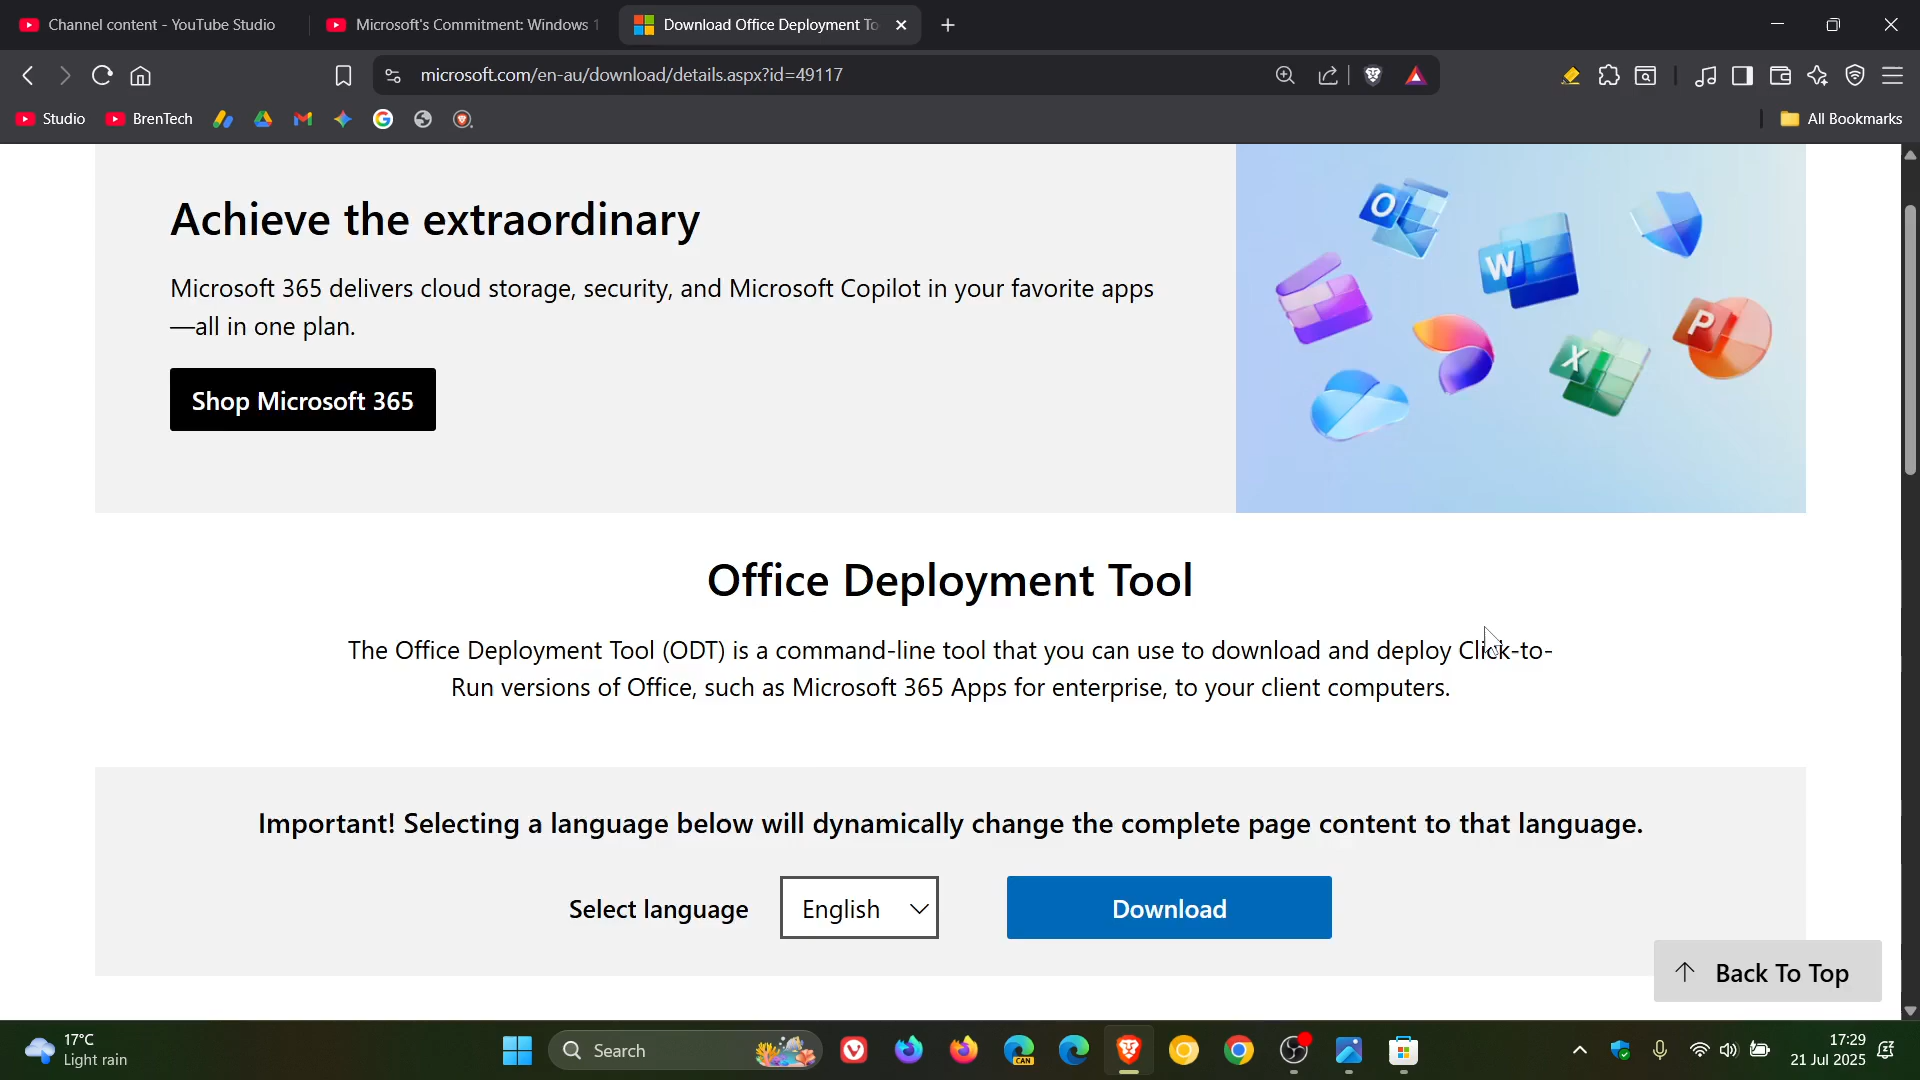 Channel content - YouTube Studio
Microsoft's Commitment: Windows 1
Download Office Deployment To
microsoft.com/en-au/download/details.aspx?id=49117
Studio
BrenTech
All Bookmarks
Achieve the extraordinary
Microsoft 365 delivers cloud storage, security, and Microsoft Copilot in your favorite apps
—all in one plan.
Shop Microsoft 365
O
W
X
P
Office Deployment Tool
The Office Deployment Tool (ODT) is a command-line tool that you can use to download and deploy Click-to-
Run versions of Office, such as Microsoft 365 Apps for enterprise, to your client computers.
Important! Selecting a language below will dynamically change the complete page content to that language.
Select language
English
Download
Back To Top
17°C
Light rain
Search
CAN
17:29
21 Jul 2025